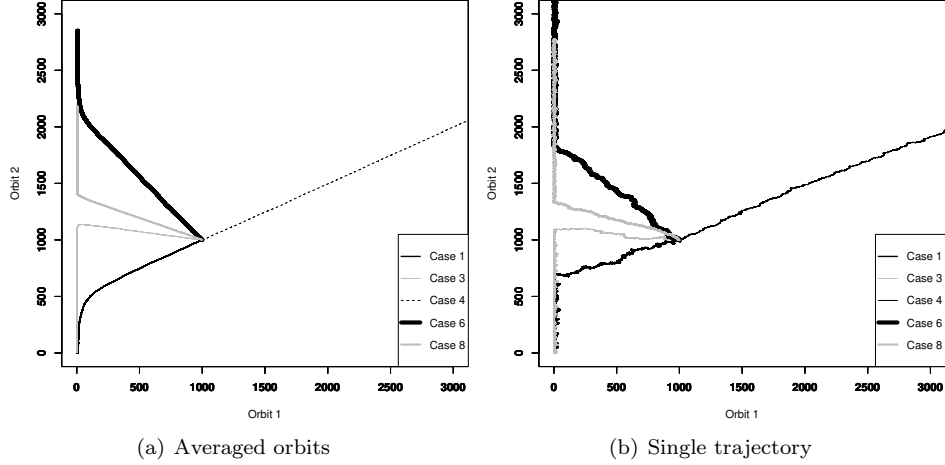 3000
2500
2000
1500
1000
500
0
Orbit 2
0
500
1000
1500
2000
2500
3000
Orbit 1
Case 1
Case 3
Case 4
Case 6
Case 8
(a) Averaged orbits
3000
2500
2000
1500
1000
500
0
Orbit 2
0
500
1000
1500
2000
2500
3000
Orbit 1
Case 1
Case 3
Case 4
Case 6
Case 8
(b) Single trajectory